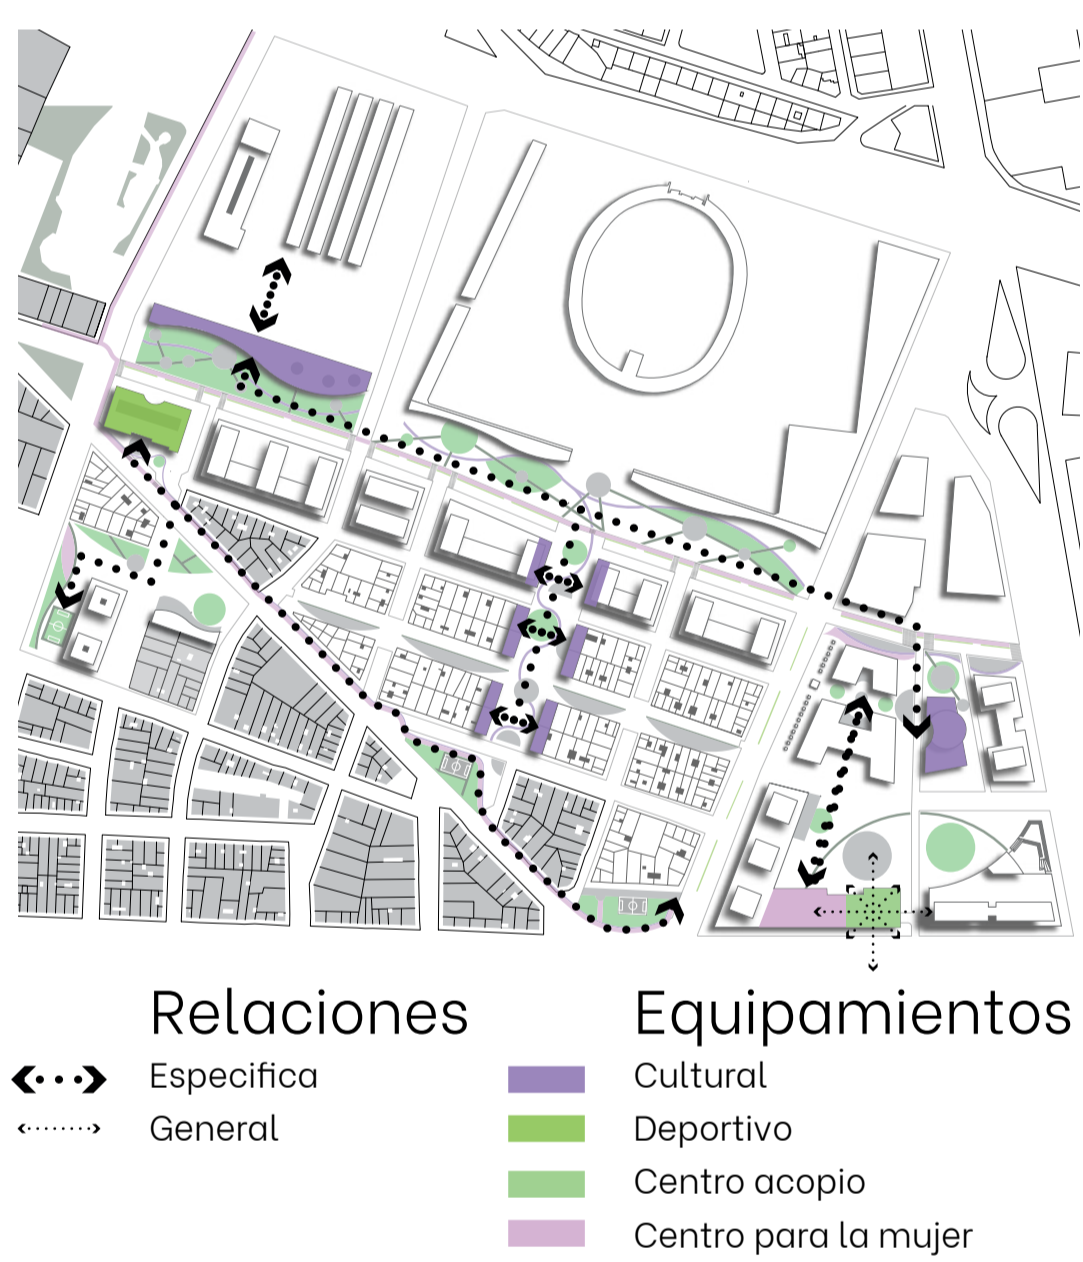 Relaciones
Especifica
General
Equipamientos
Cultural
Deportivo
Centro acopio
Centro para la mujer